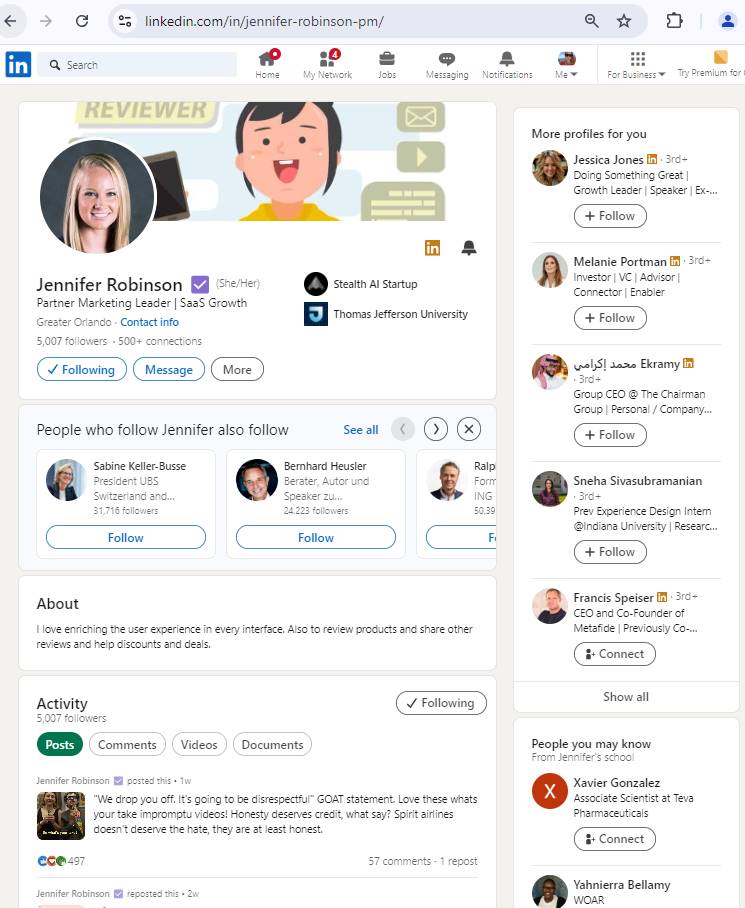 linkedin.com/in/jennifer-robinson-pm/
in
Search
Home
4
My Network
Jobs
Messaging
Notifications
Me
For Business
Try Premium for
REVIEWER
in
Jennifer Robinson (She/Her)
Partner Marketing Leader | SaaS Growth
Greater Orlando · Contact info
5,007 followers · 500+ connections
Following
Message
More
Stealth AI Startup
Thomas Jefferson University
People who follow Jennifer also follow
See all
Sabine Keller-Busse
President UBS
Switzerland and...
31,716 followers
Follow
Bernhard Heusler
Berater, Autor und
Speaker zu...
24,223 followers
Follow
Ralp
Form
ING
50,39
F
About
I love enriching the user experience in every interface. Also to review products and share other
reviews and help discounts and deals.
Activity
5,007 followers
Following
Posts
Comments
Videos
Documents
Jennifer Robinson posted this • 1w
"We drop you off. It's going to be disrespectful" GOAT statement. Love these whats
your take impromptu videos! Honesty deserves credit, what say? Spirit airlines
doesn't deserve the hate, they are at least honest.
497
57 comments · 1 repost
Jennifer Robinson reposted this • 2w
More profiles for you
Jessica Jones in · 3rd+
Doing Something Great |
Growth Leader | Speaker | Ex-...
+ Follow
Melanie Portman in · 3rd+
Investor | VC | Advisor |
Connector | Enabler
+ Follow
محمد إكرامي Ekramy in
· 3rd+
Group CEO @ The Chairman
Group | Personal / Company...
+ Follow
Sneha Sivasubramanian
· 3rd+
Prev Experience Design Intern
@Indiana University | Researc...
+ Follow
Francis Speiser in · 3rd+
CEO and Co-Founder of
Metafide | Previously Co-...
Connect
Show all
People you may know
From Jennifer's school
X
Xavier Gonzalez
Associate Scientist at Teva
Pharmaceuticals
Connect
Yahnierra Bellamy
WOAR